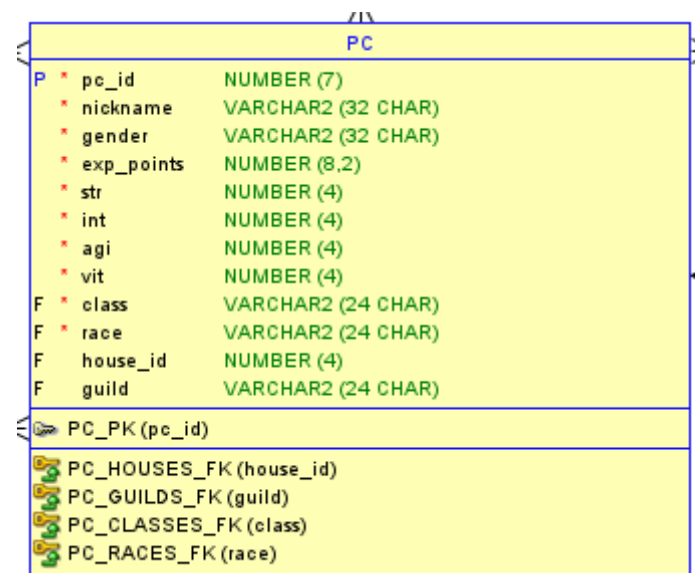 PC
P * pc_id NUMBER (7)
* nickname VARCHAR2 (32 CHAR)
* gender VARCHAR2 (32 CHAR)
* exp_points NUMBER (8,2)
* str NUMBER (4)
* int NUMBER (4)
* agi NUMBER (4)
* vit NUMBER (4)
F * class VARCHAR2 (24 CHAR)
F * race VARCHAR2 (24 CHAR)
F house_id NUMBER (4)
F guild VARCHAR2 (24 CHAR)
PC_PK (pc_id)
PC_HOUSES_FK (house_id)
PC_GUILDS_FK (guild)
PC_CLASSES_FK (class)
PC_RACES_FK (race)